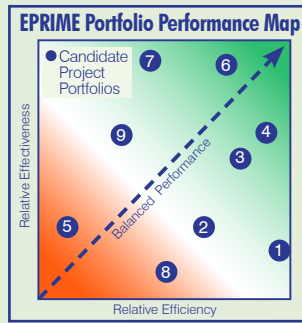 EPRIME Portfolio Performance Map
Candidate
Project
Portfolios
7
6
9
4
3
5
2
1
8
Balanced Performance
Relative Effectiveness
Relative Efficiency